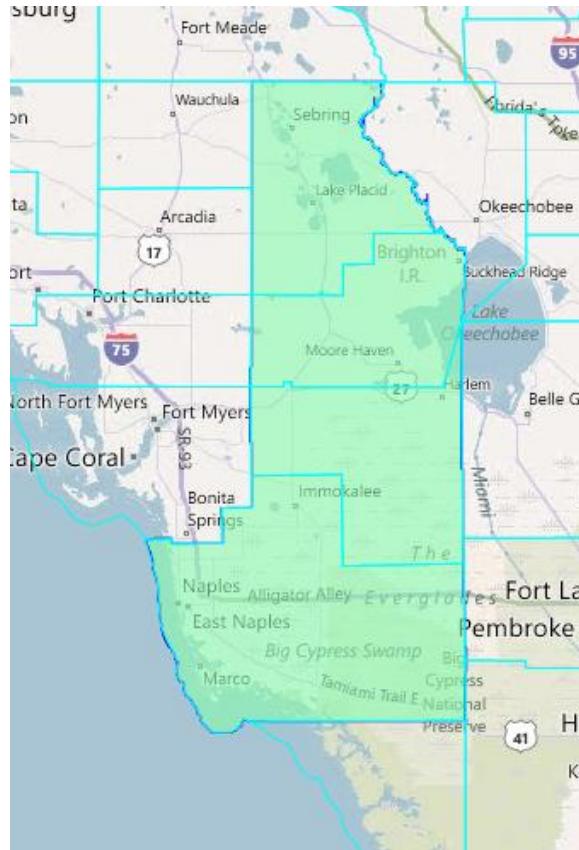 sburg
Fort Meade
95
Wauchula
Florida's Tpke
Sebring
on
Lake Placid
ta
Arcadia
Okeechobee
17
Brighton
I.R.
Buckhead Ridge
ort
Port Charlotte
Lake
Okeechobee
75
Moore Haven
27
Harlem
North Fort Myers
Fort Myers
Belle G
SR-93
Cape Coral
Miami
Bonita
Springs
Immokalee
The
Everglades
Naples
Alligator Alley
Fort La
East Naples
Pembroke
Big Cypress Swamp
Big
Cypress
National
Preserve
Marco
Tamiami Trail E
41
H
K